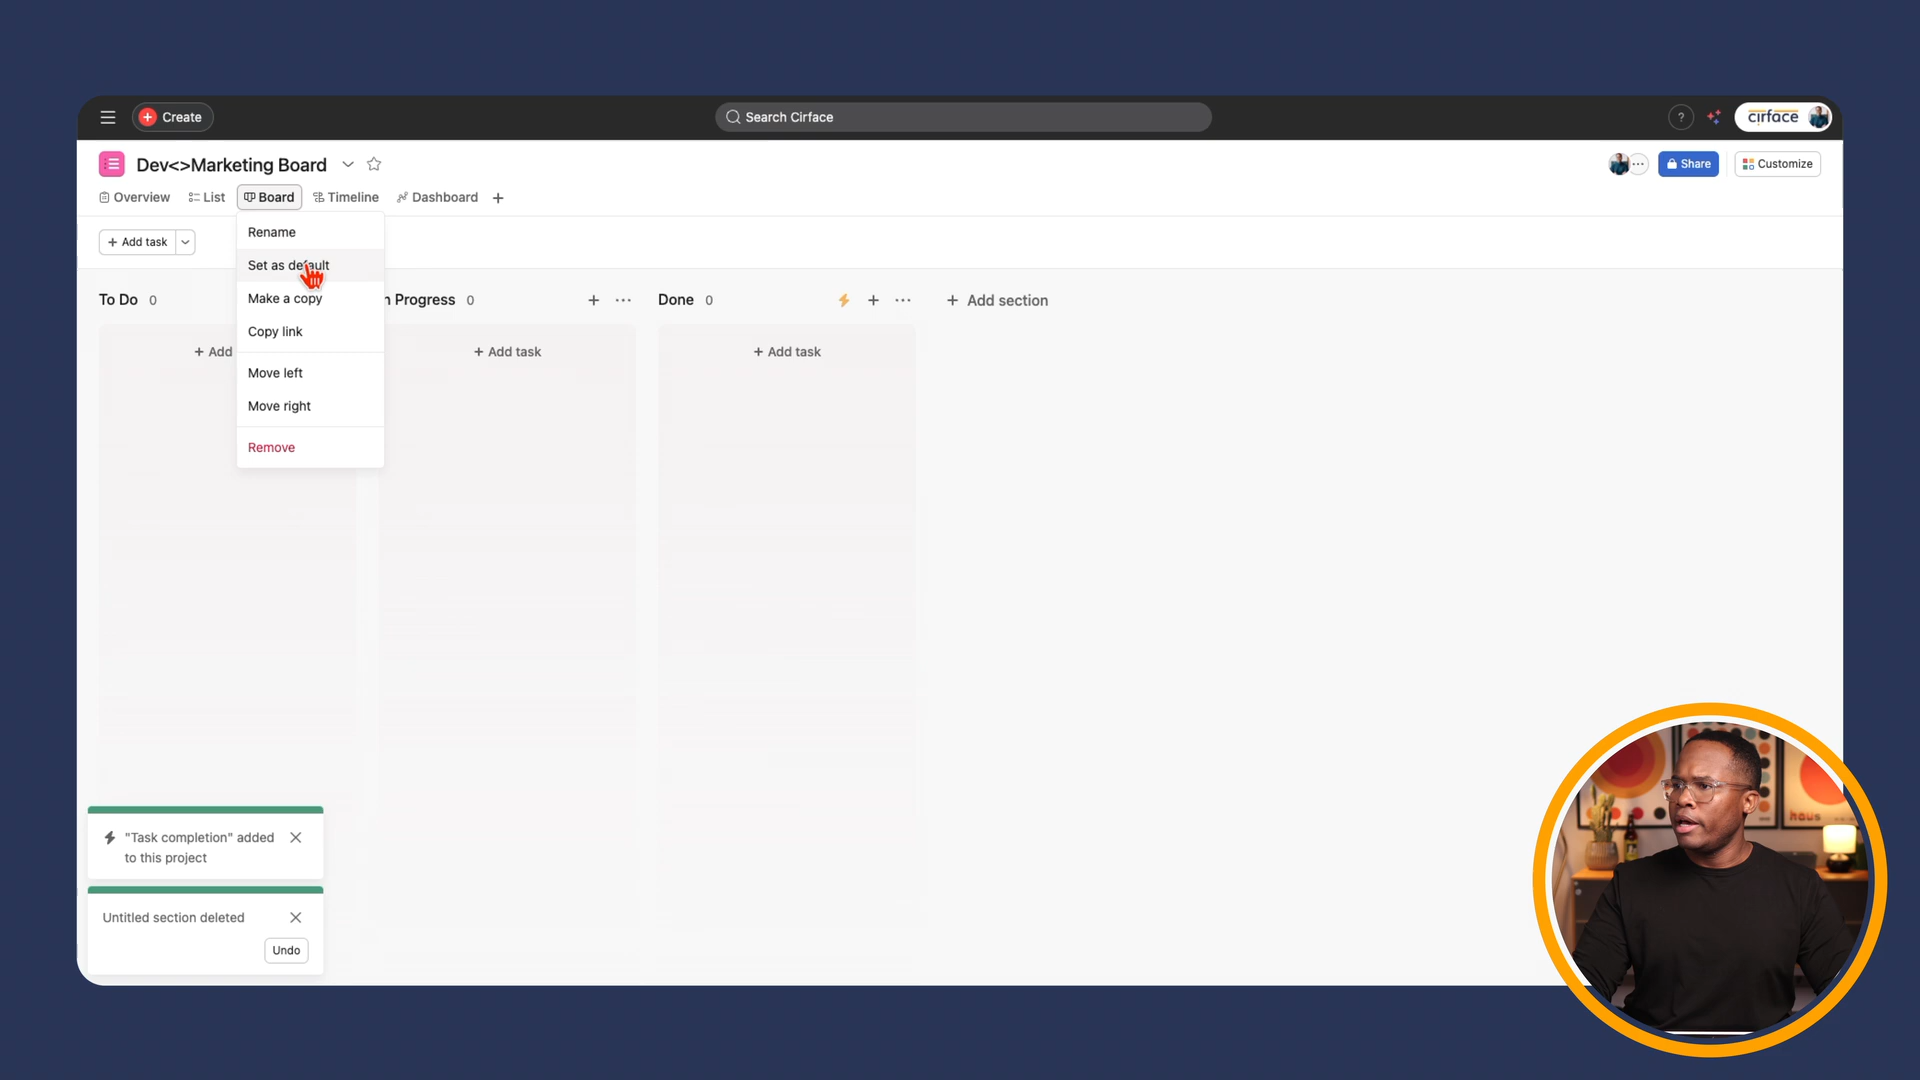 Create
Search Cirface
?
cirface
Dev<>Marketing Board
Share
Customize
Overview
List
Board
Timeline
Dashboard
+
+ Add task
Rename
Set as default
Make a copy
Copy link
Move left
Move right
Remove
To Do 0
n Progress 0
+ ...
Done 0
+ ...
+ Add section
+ Add
+ Add task
+ Add task
"Task completion" added
to this project
Untitled section deleted
Undo
haus